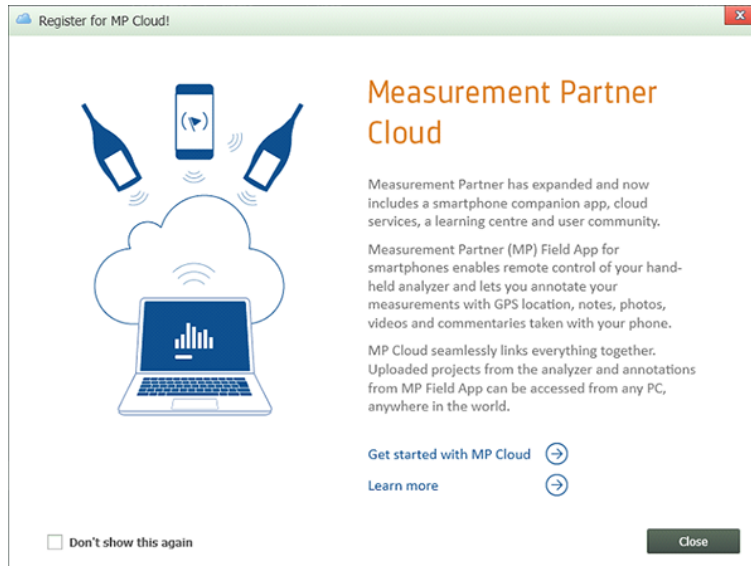 Register for MP Cloud!
Measurement Partner
Cloud
Measurement Partner has expanded and now
includes a smartphone companion app, cloud
services, a learning centre and user community.
Measurement Partner (MP) Field App for
smartphones enables remote control of your hand-
held analyzer and lets you annotate your
measurements with GPS location, notes, photos,
videos and commentaries taken with your phone.
MP Cloud seamlessly links everything together.
Uploaded projects from the analyzer and annotations
from MP Field App can be accessed from any PC,
anywhere in the world.
Get started with MP Cloud
Learn more
Don't show this again
Close